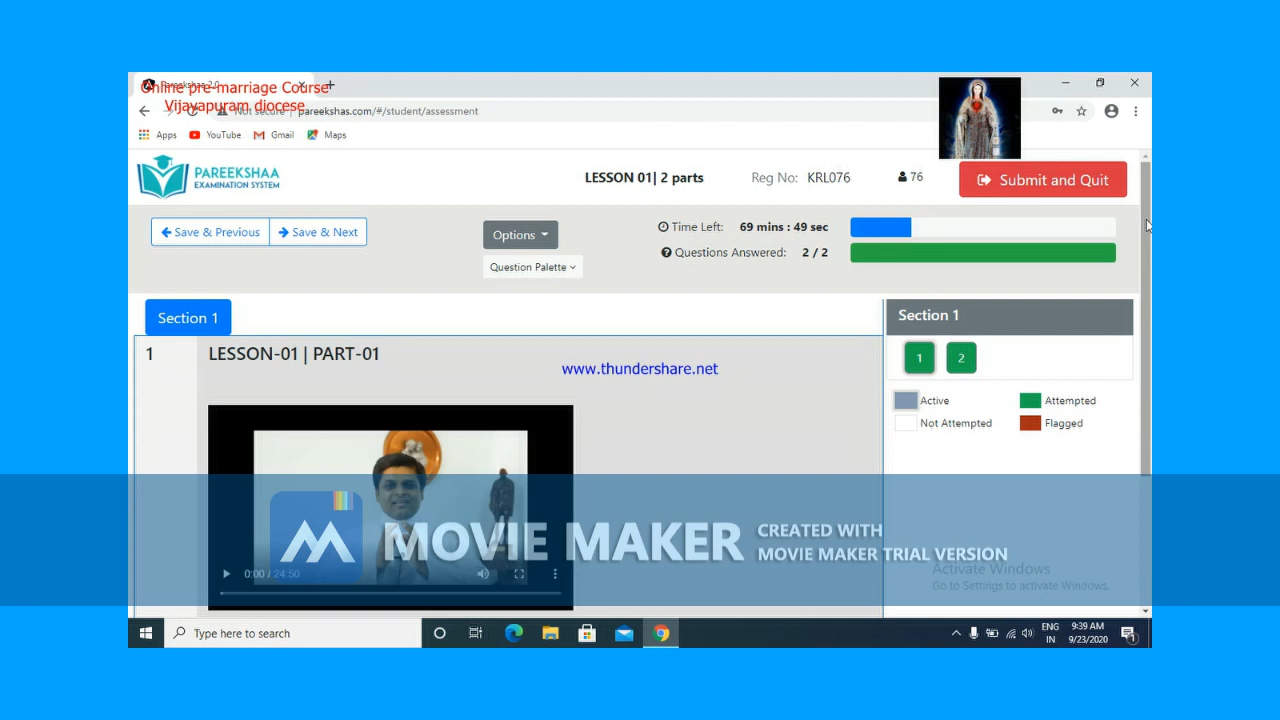 Pareekshaa 2.0
Online pre-marriage Course
Vijayapuram diocese
Not secure | pareekshas.com/#/student/assessment
Apps YouTube Gmail Maps
PAREEKSHAA
EXAMINATION SYSTEM
LESSON 01| 2 parts Reg No: KRL076 76 Submit and Quit
Save & Previous Save & Next Options Time Left: 69 mins : 49 sec
Question Palette Questions Answered: 2 / 2
Section 1 Section 1
1 LESSON-01 | PART-01 1 2
www.thundershare.net
Active Attempted
Not Attempted Flagged
MOVIE MAKER CREATED WITH
MOVIE MAKER TRIAL VERSION
0:00 / 24:50
Activate Windows
Go to Settings to activate Windows.
Type here to search ENG 9:39 AM
IN 9/23/2020
1